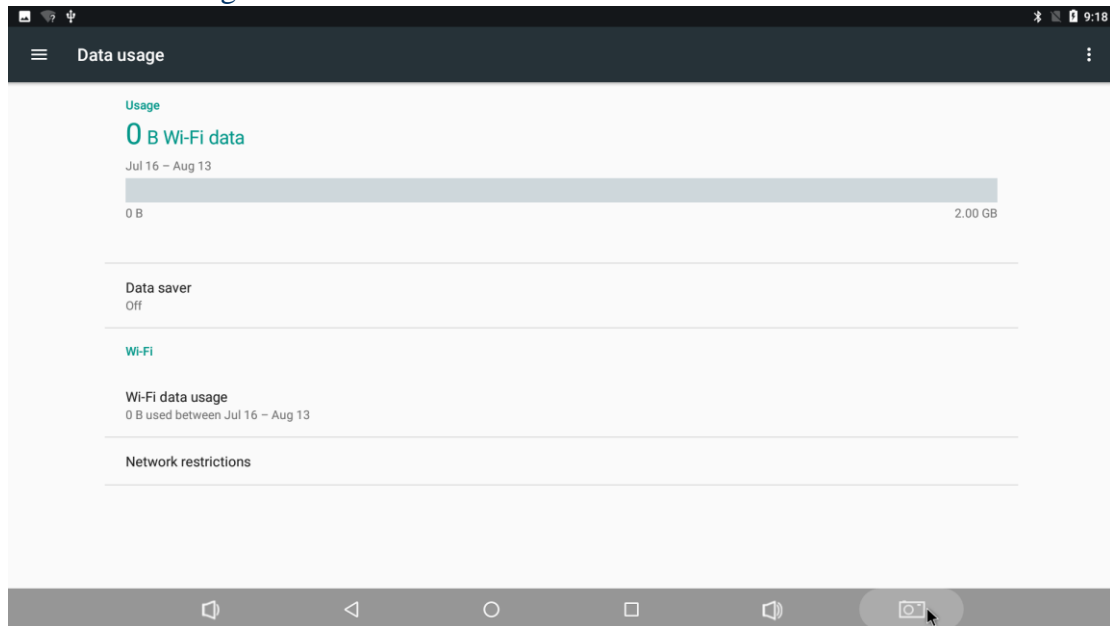 9:18
Data usage
Usage
0 B Wi-Fi data
Jul 16 – Aug 13
0 B 2.00 GB
Data saver
Off
Wi-Fi
Wi-Fi data usage
0 B used between Jul 16 – Aug 13
Network restrictions